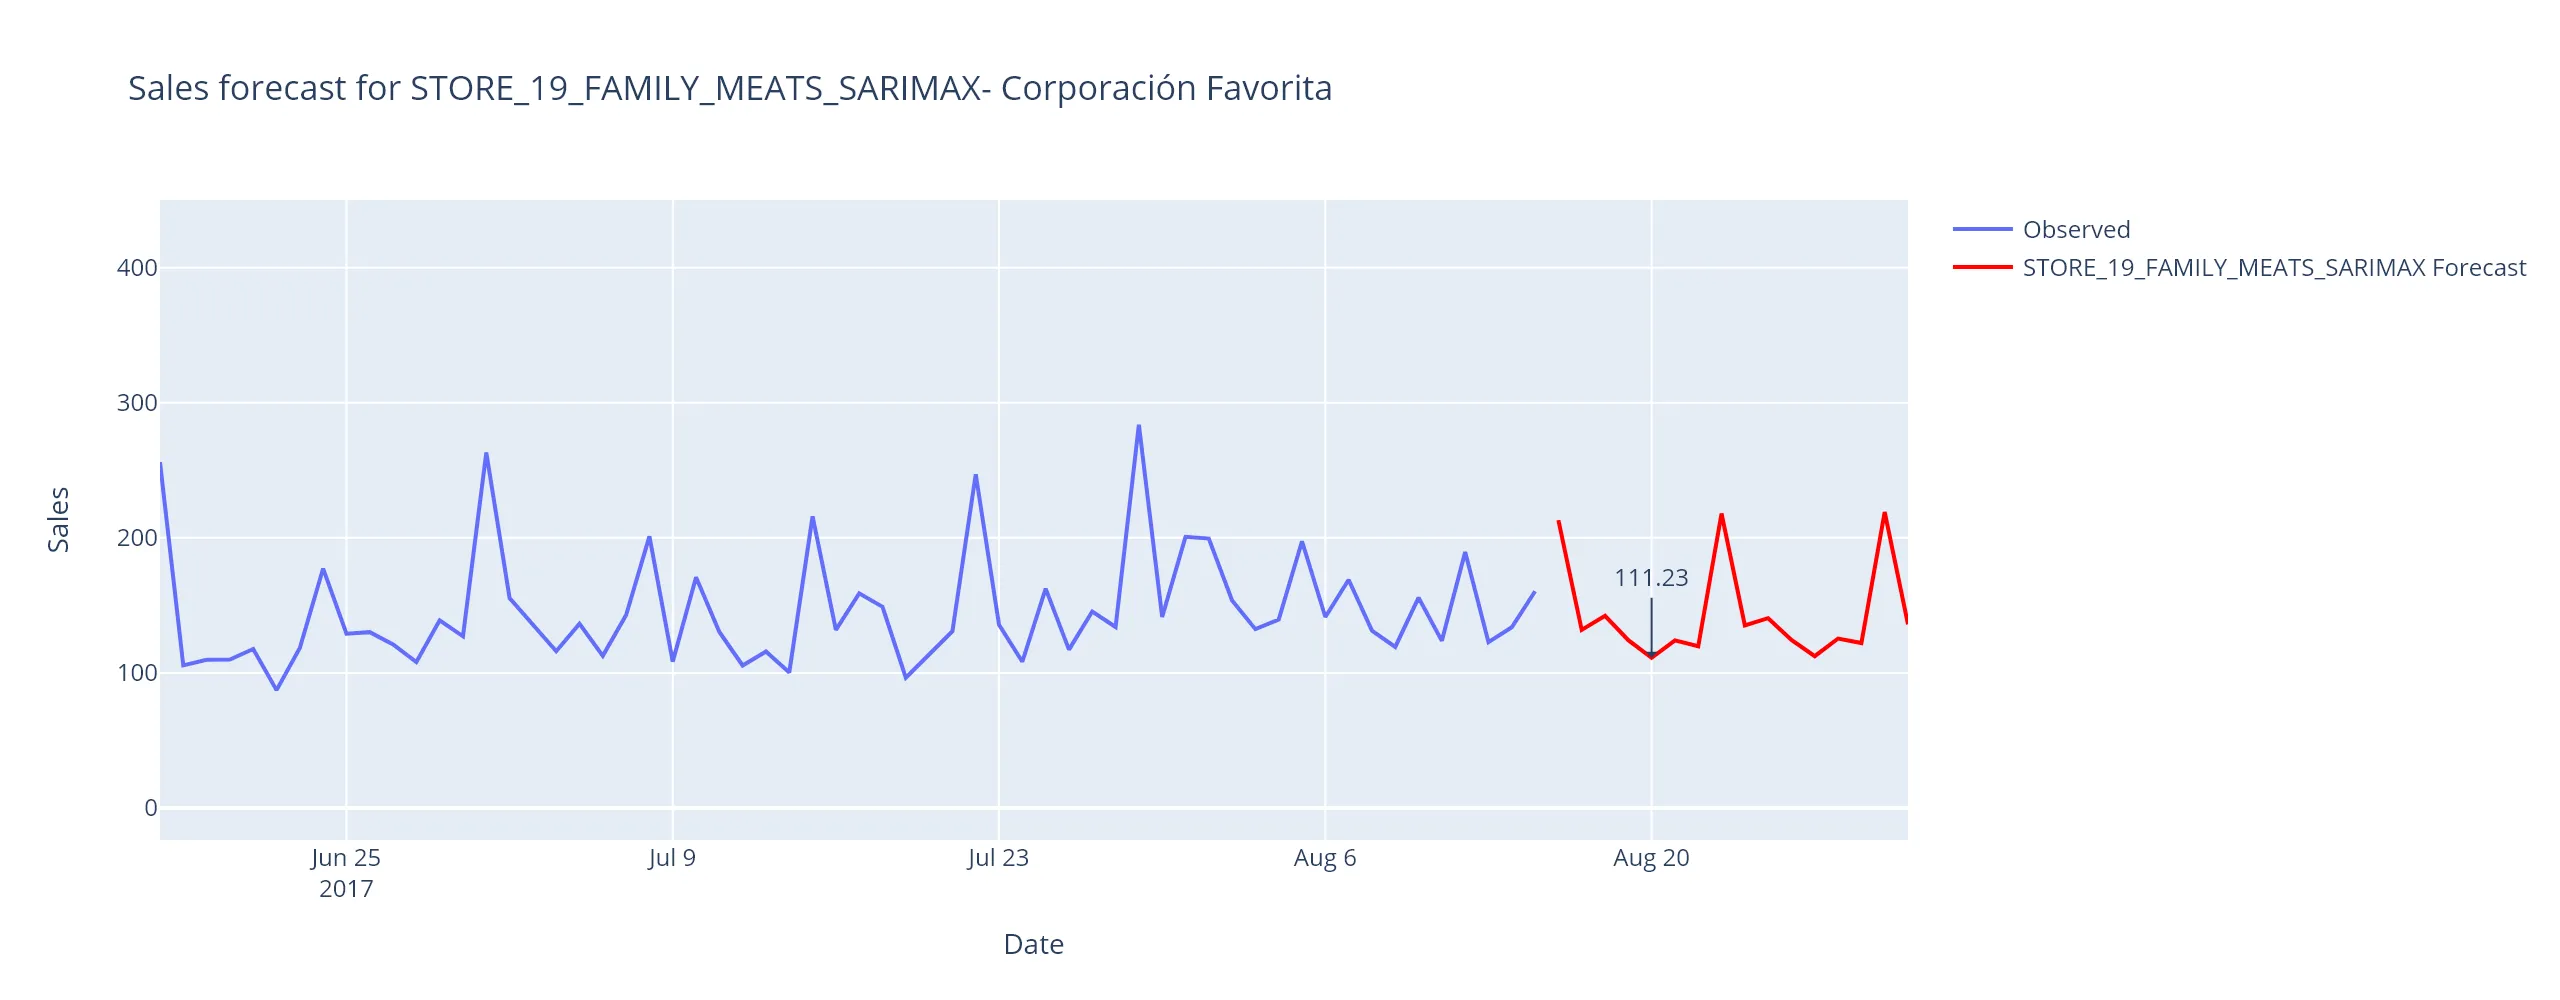 Sales forecast for STORE_19_FAMILY_MEATS_SARIMAX- Corporación Favorita
Observed
STORE_19_FAMILY_MEATS_SARIMAX Forecast
Sales
400
300
200
100
0
111.23
Jun 25
2017
Jul 9
Jul 23
Aug 6
Aug 20
Date